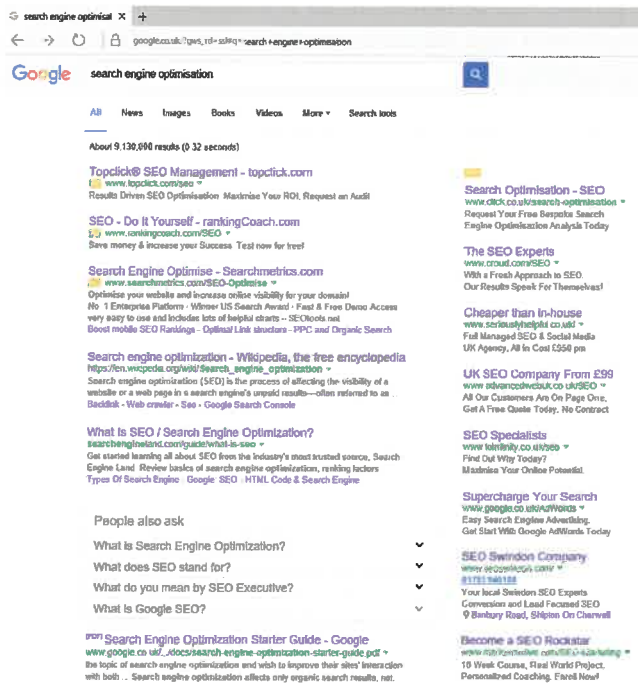 search engine optimisat
google.co.uk/?gws_rd=ssl#q=search+engine+optimisation
Google
search engine optimisation
All News Images Books Videos More Search tools
About 9,130,000 results (0.32 seconds)
Topclick® SEO Management - topclick.com
www.topclick.com/seo
Results Driven SEO Optimisation Maximise Your ROI, Request an Audit
SEO - Do It Yourself - rankingCoach.com
www.rankingcoach.com/SEO
Save money & increase your Success Test now for free!
Search Engine Optimise - Searchmetrics.com
www.searchmetrics.com/SEO-Optimise
Optimise your website and increase online visibility for your domain!
No 1 Enterprise Platform - Winner US Search Award - Fast & Free Demo Access
very easy to use and includes lots of helpful charts – SEOtools.net
Boost mobile SEO Rankings - Optimal Link structure - PPC and Organic Search
Search engine optimization - Wikipedia, the free encyclopedia
https://en.wikipedia.org/wiki/Search_engine_optimization
Search engine optimization (SEO) is the process of affecting the visibility of a
website or a web page in a search engine's unpaid results—often referred to as ...
Backlink - Web crawler - Seo - Google Search Console
What Is SEO / Search Engine Optimization?
searchengineland.com/guide/what-is-seo
Get started learning all about SEO from the industry's most trusted source, Search
Engine Land Review basics of search engine optimization, ranking factors
Types Of Search Engine - Google SEO - HTML Code & Search Engine
People also ask
What is Search Engine Optimization?
What does SEO stand for?
What do you mean by SEO Executive?
What is Google SEO?
[PDF] Search Engine Optimization Starter Guide - Google
www.google.co.uk/.../docs/search-engine-optimization-starter-guide.pdf
the topic of search engine optimization and wish to improve their sites' interaction
with both ... Search engine optimization affects only organic search results, not.
Search Optimisation - SEO
www.click.co.uk/search-optimisation
Request Your Free Bespoke Search
Engine Optimisation Analysis Today
The SEO Experts
www.croud.com/SEO
With a Fresh Approach to SEO.
Our Results Speak For Themselves!
Cheaper than in-house
www.seriouslyhelpful.co.uk/
Full Managed SEO & Social Media
UK Agency, All in Cost £950 pm
UK SEO Company From £99
All Our Customers Are On Page One,
Get A Free Quote Today, No Contract
SEO Specialists
Find Out Why Today?
Maximise Your Online Potential.
Supercharge Your Search
www.google.co.uk/AdWords
Easy Search Engine Advertising.
Get Start With Google AdWords Today
SEO Swindon Company
Your local Swindon SEO Experts
Conversion and Lead Focused SEO
Banbury Road, Shipton On Cherwell
Become a SEO Rockstar
10 Week Course, Real World Project,
Personalized Coaching, Enroll Now!